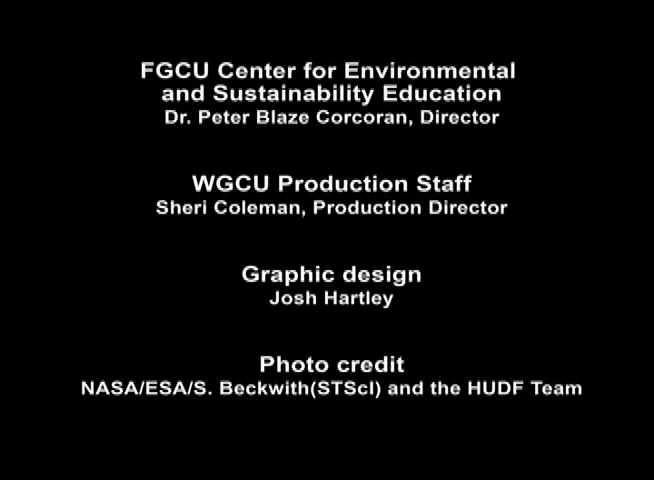 FGCU Center for Environmental
and Sustainability Education
Dr. Peter Blaze Corcoran, Director
WGCU Production Staff
Sheri Coleman, Production Director
Graphic design
Josh Hartley
Photo credit
NASA/ESA/S. Beckwith(STScI) and the HUDF Team